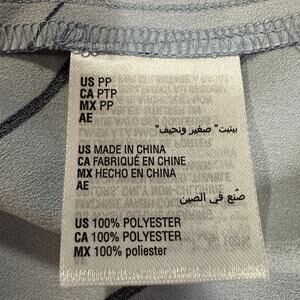 US PP
CA PTP
MX PP
AE
بيتيت" صغير ونحيف"
US MADE IN CHINA
CA FABRIQUÉ EN CHINE
MX HECHO EN CHINA
AE
صُنع في الصين
US 100% POLYESTER
CA 100% POLYESTER
MX 100% poliester